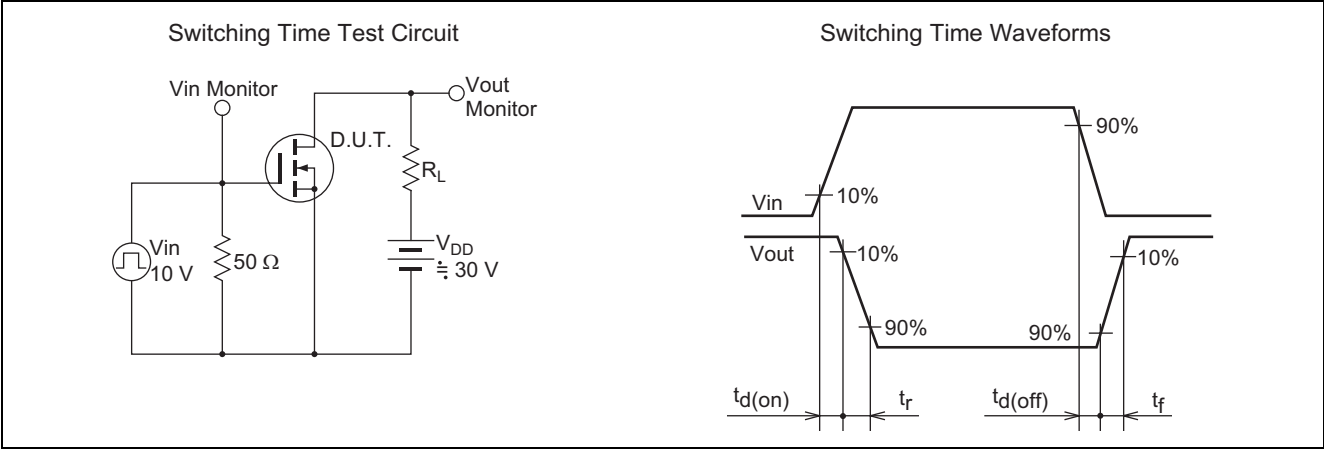 Switching Time Test Circuit
Vin Monitor
Vout
Monitor
D.U.T.
RL
Vin
10 V
50 Ω
VDD
≒ 30 V
Switching Time Waveforms
90%
Vin
10%
Vout
10%
10%
90%
90%
td(on)
tr
td(off)
tf